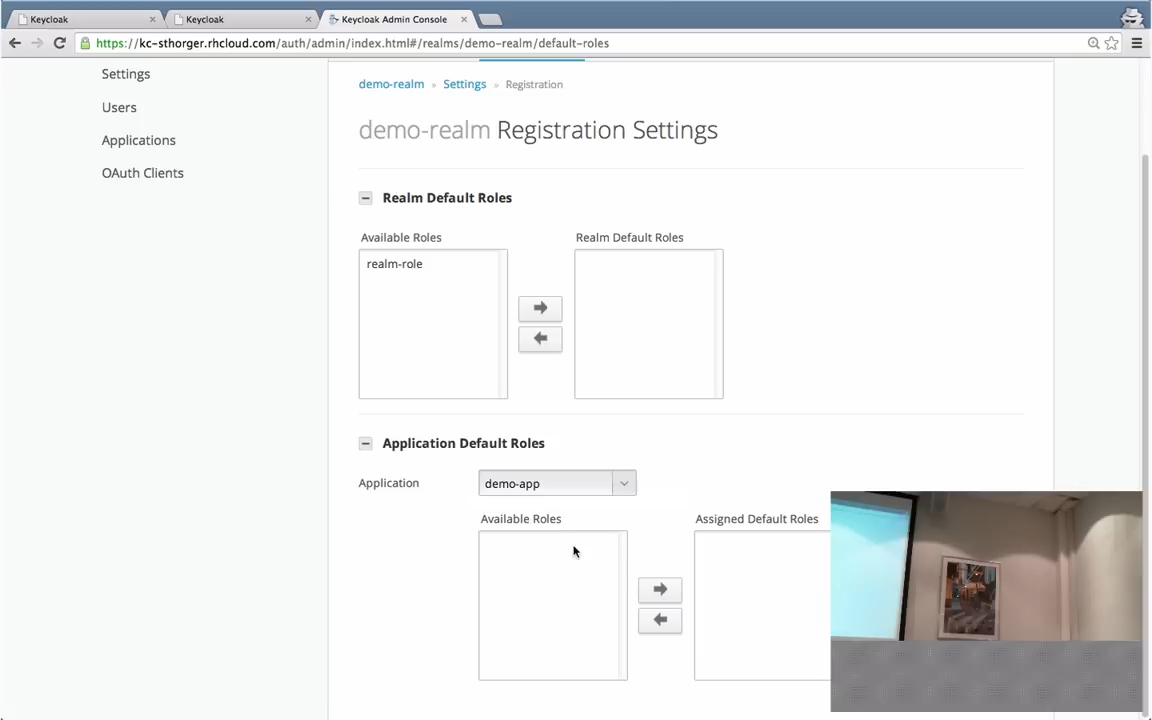 Keycloak
Keycloak
Keycloak Admin Console
https://kc-sthorger.rhcloud.com/auth/admin/index.html#/realms/demo-realm/default-roles
Settings
Users
Applications
OAuth Clients
demo-realm » Settings » Registration
demo-realm Registration Settings
Realm Default Roles
Available Roles
Realm Default Roles
realm-role
Application Default Roles
Application
demo-app
Available Roles
Assigned Default Roles